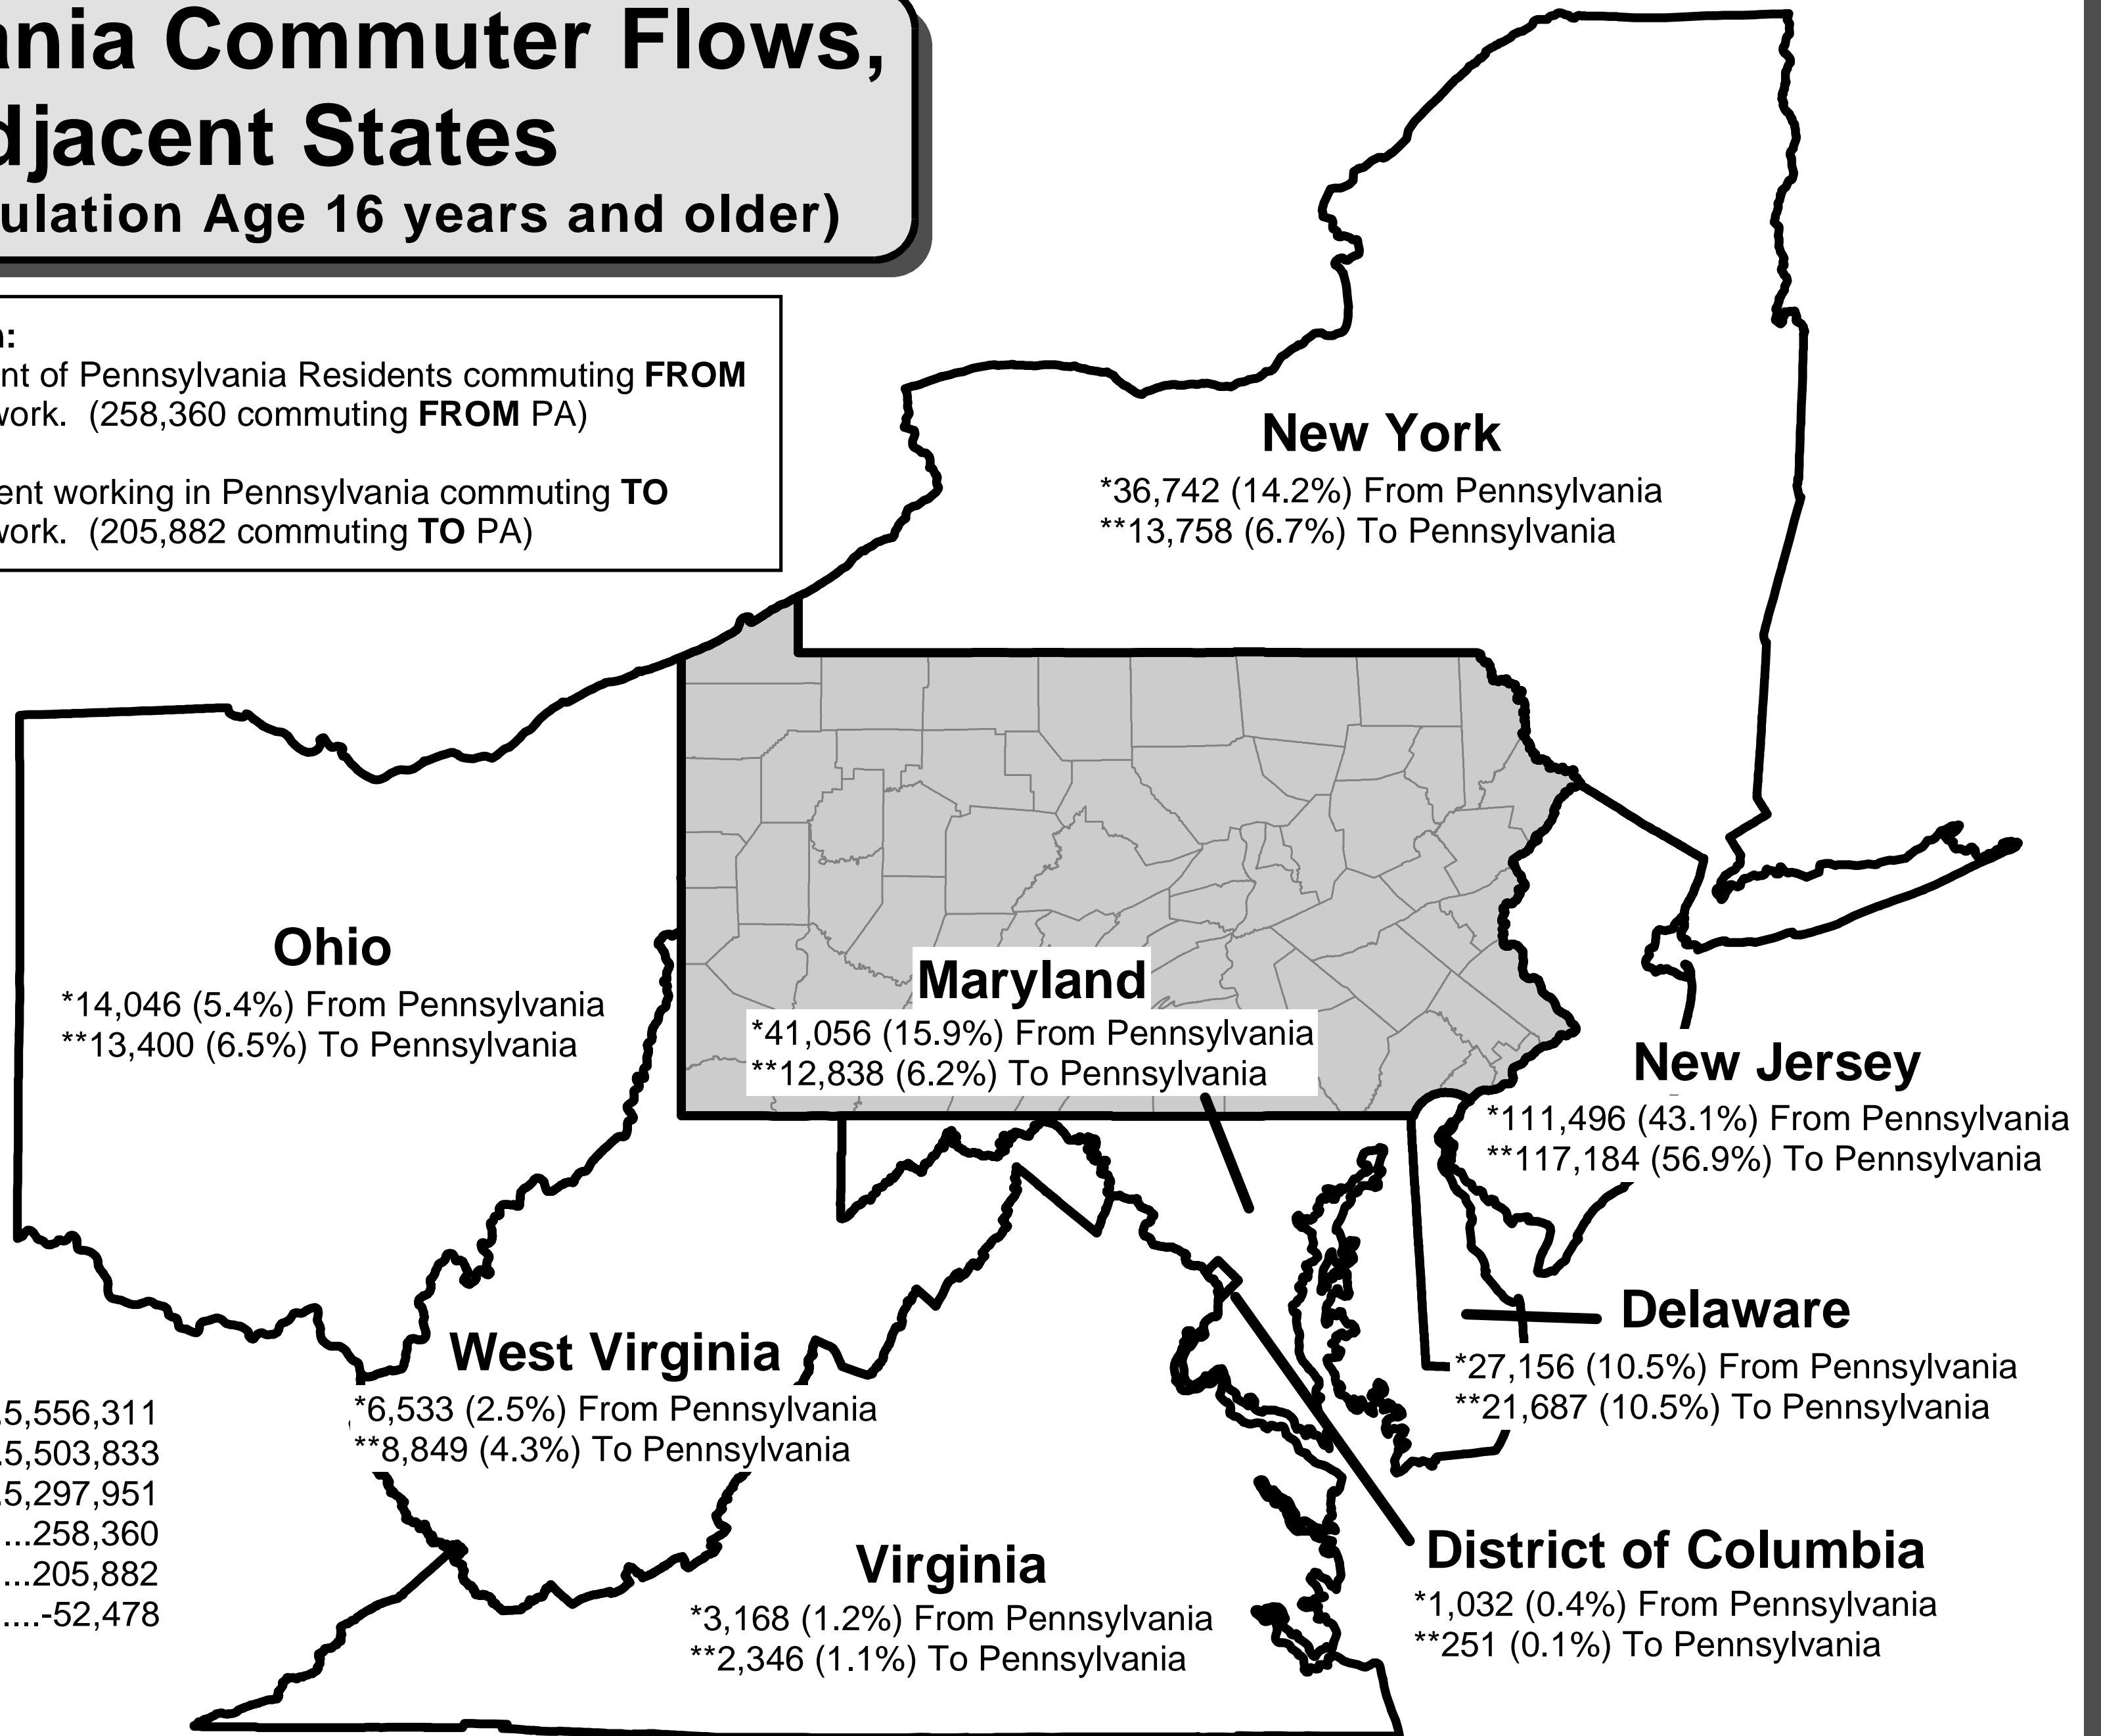 Commuter Flows,
States
Age 16 years and older)
of Pennsylvania Residents commuting FROM
(258,360 commuting FROM PA)
working in Pennsylvania commuting TO
(205,882 commuting TO PA)
New York
*36,742 (14.2%) From Pennsylvania
**13,758 (6.7%) To Pennsylvania
Ohio
*14,046 (5.4%) From Pennsylvania
**13,400 (6.5%) To Pennsylvania
Maryland
*41,056 (15.9%) From Pennsylvania
**12,838 (6.2%) To Pennsylvania
New Jersey
*111,496 (43.1%) From Pennsylvania
**117,184 (56.9%) To Pennsylvania
Delaware
*27,156 (10.5%) From Pennsylvania
**21,687 (10.5%) To Pennsylvania
West Virginia
*6,533 (2.5%) From Pennsylvania
**8,849 (4.3%) To Pennsylvania
Virginia
*3,168 (1.2%) From Pennsylvania
**2,346 (1.1%) To Pennsylvania
District of Columbia
*1,032 (0.4%) From Pennsylvania
**251 (0.1%) To Pennsylvania
.5,556,311
.5,503,833
.5,297,951
...258,360
...205,882
....-52,478